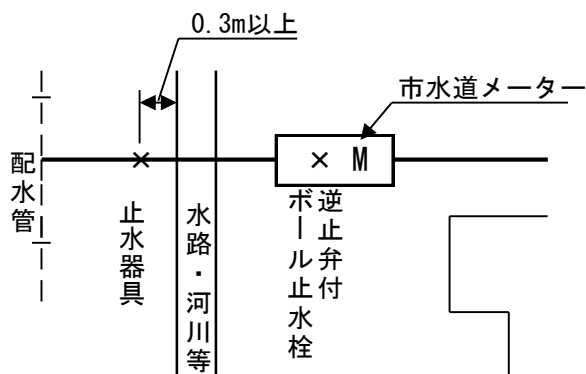 0.3m以上
市水道メーター
配水管
止水器具
水路・河川等
× M
逆止弁付
ボール止水栓